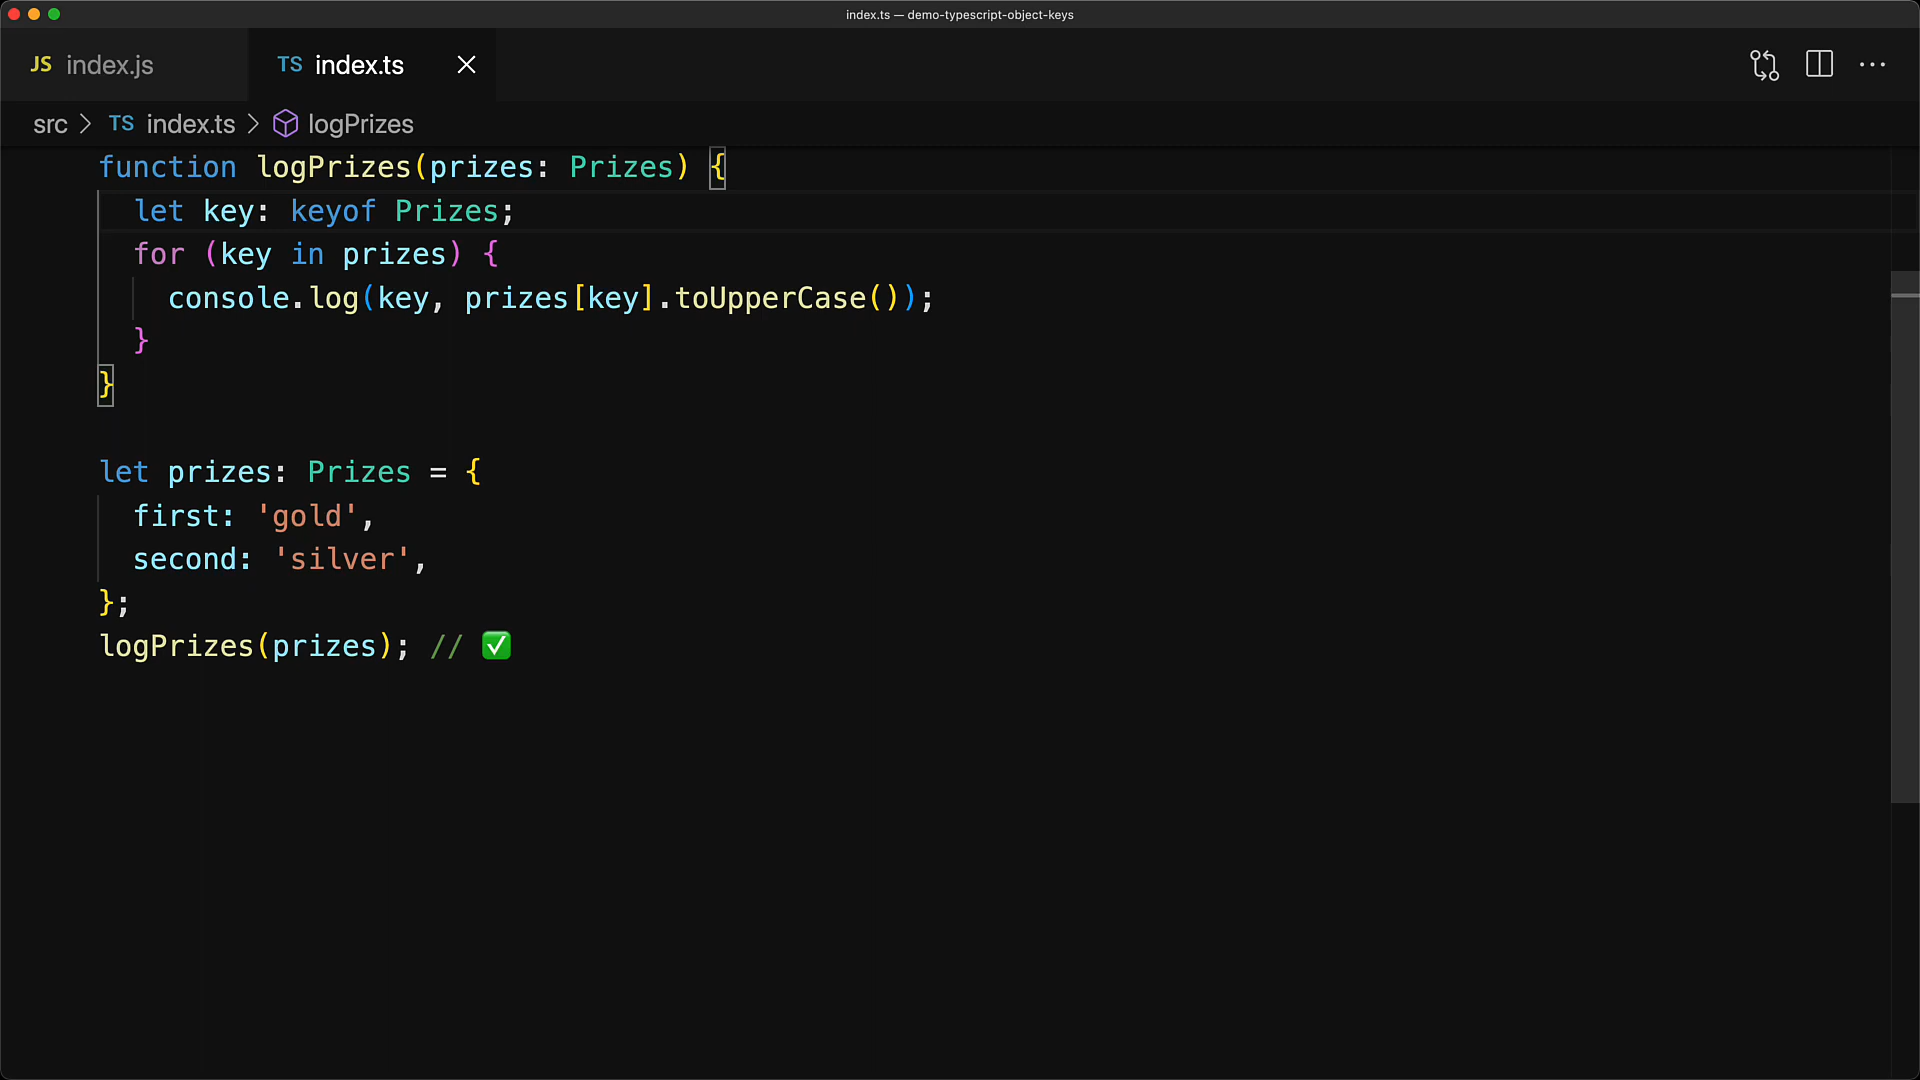 index.ts — demo-typescript-object-keys
JS index.js
TS index.ts
src > TS index.ts > logPrizes
function logPrizes(prizes: Prizes) {
  let key: keyof Prizes;
  for (key in prizes) {
    console.log(key, prizes[key].toUpperCase());
  }
}
let prizes: Prizes = {
  first: 'gold',
  second: 'silver',
};
logPrizes(prizes); // ✅